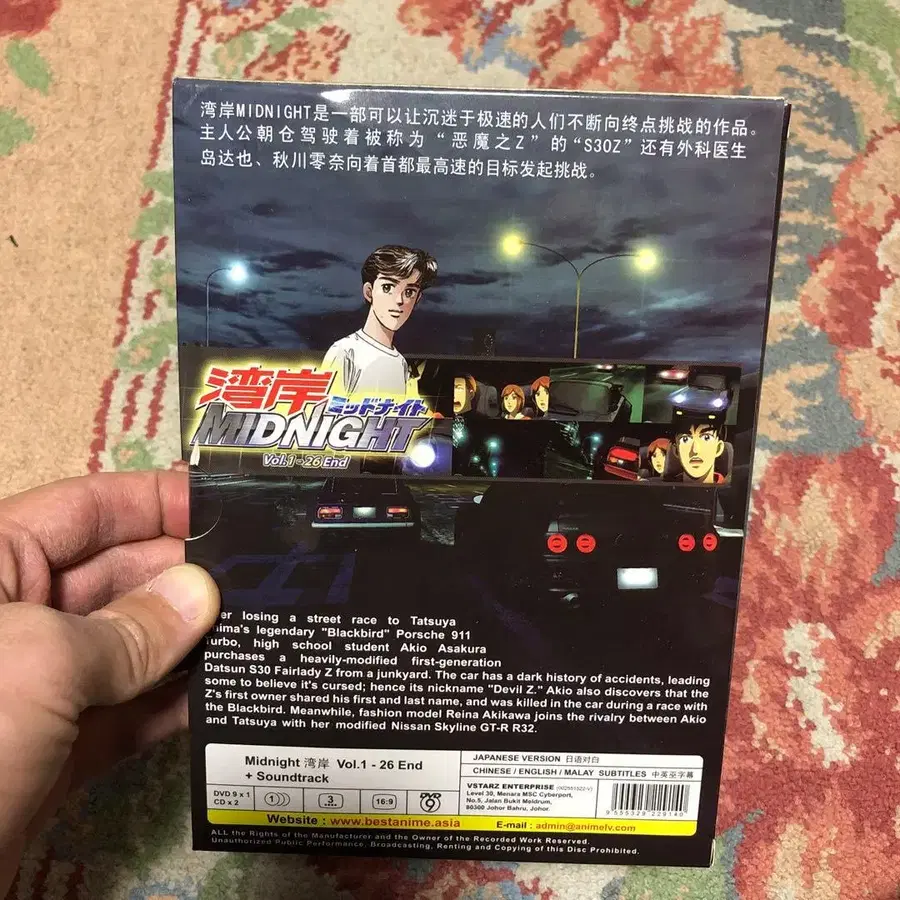 湾岸MIDNIGHT是一部可以让沉迷于极速的人们不断向终点挑战的作品。
主人公朝仓驾驶着被称为“恶魔之Z”的“S30Z”还有外科医生
岛达也、秋川零奈向着首都最高速的目标发起挑战。
湾岸
ミッドナイト
MIDNIGHT
Vol.1 - 26 End
losing a street race to Tatsuya
legendary "Blackbird" Porsche 911
Turbo, high school student Akio Asakura
purchases a heavily-modified first-generation
Datsun S30 Fairlady Z from a junkyard. The car has a dark history of accidents, leading
some to believe it's cursed; hence its nickname "Devil Z." Akio also discovers that the
Z's first owner shared his first and last name, and was killed in the car during a race with
the Blackbird. Meanwhile, fashion model Reina Akikawa joins the rivalry between Akio
and Tatsuya with her modified Nissan Skyline GT-R R32.
Midnight 湾岸 Vol.1 - 26 End
+ Soundtrack
JAPANESE VERSION 日语对白
CHINESE / ENGLISH / MALAY SUBTITLES 中英巫字幕
DVD 9 x 1
CD x 2
1
3
16:9
DVD
9
VSTARZ ENTERPRISE
Level 30, Menara MSC Cyberport,
No.5, Jalan Bukit Meldrum,
80300 Johor Bahru, Johor.
9 555329 229140
Website : www.bestanime.asia
E-mail : admin@animelv.com
ALL the Rights of the Manufacturer and the Owner of the Recorded Work Reserved.
Unauthorized Public Performance, Broadcasting, Renting and Copying of this Disc Prohibited.